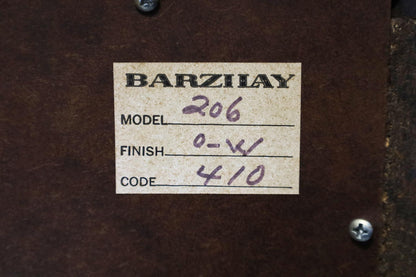 BARZILAY
MODEL 206
FINISH O-W
CODE 410